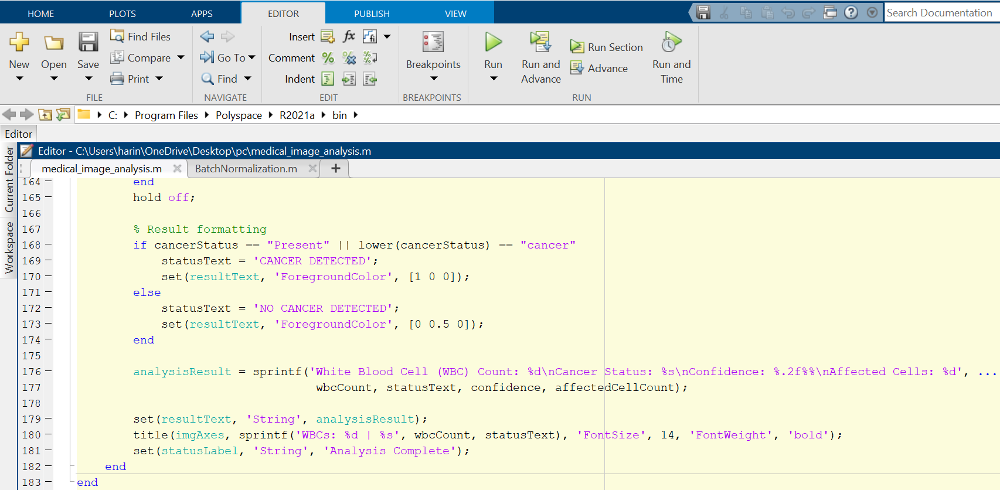 HOME PLOTS APPS EDITOR PUBLISH VIEW
Search Documentation
New Open Save
Find Files
Compare
Print
FILE
Go To
Find
NAVIGATE
Insert fx fi
Comment
Indent
EDIT
Breakpoints
BREAKPOINTS
Run
Run and Advance
Run Section
Advance
Run and Time
RUN
C: Program Files Polyspace R2021a bin
Editor
Current Folder
Workspace
Editor - C:\Users\harin\OneDrive\Desktop\pc\medical_image_analysis.m
medical_image_analysis.m BatchNormalization.m +
164 end
165 hold off;
166
167 % Result formatting
168 if cancerStatus == "Present" || lower(cancerStatus) == "cancer"
169 statusText = 'CANCER DETECTED';
170 set(resultText, 'ForegroundColor', [1 0 0]);
171 else
172 statusText = 'NO CANCER DETECTED';
173 set(resultText, 'ForegroundColor', [0 0.5 0]);
174 end
175
176 analysisResult = sprintf('White Blood Cell (WBC) Count: %d\nCancer Status: %s\nConfidence: %.2f%%\nAffected Cells: %d', ...
177 wbcCount, statusText, confidence, affectedCellCount);
178
179 set(resultText, 'String', analysisResult);
180 title(imgAxes, sprintf('WBCs: %d | %s', wbcCount, statusText), 'FontSize', 14, 'FontWeight', 'bold');
181 set(statusLabel, 'String', 'Analysis Complete');
182 end
183 end